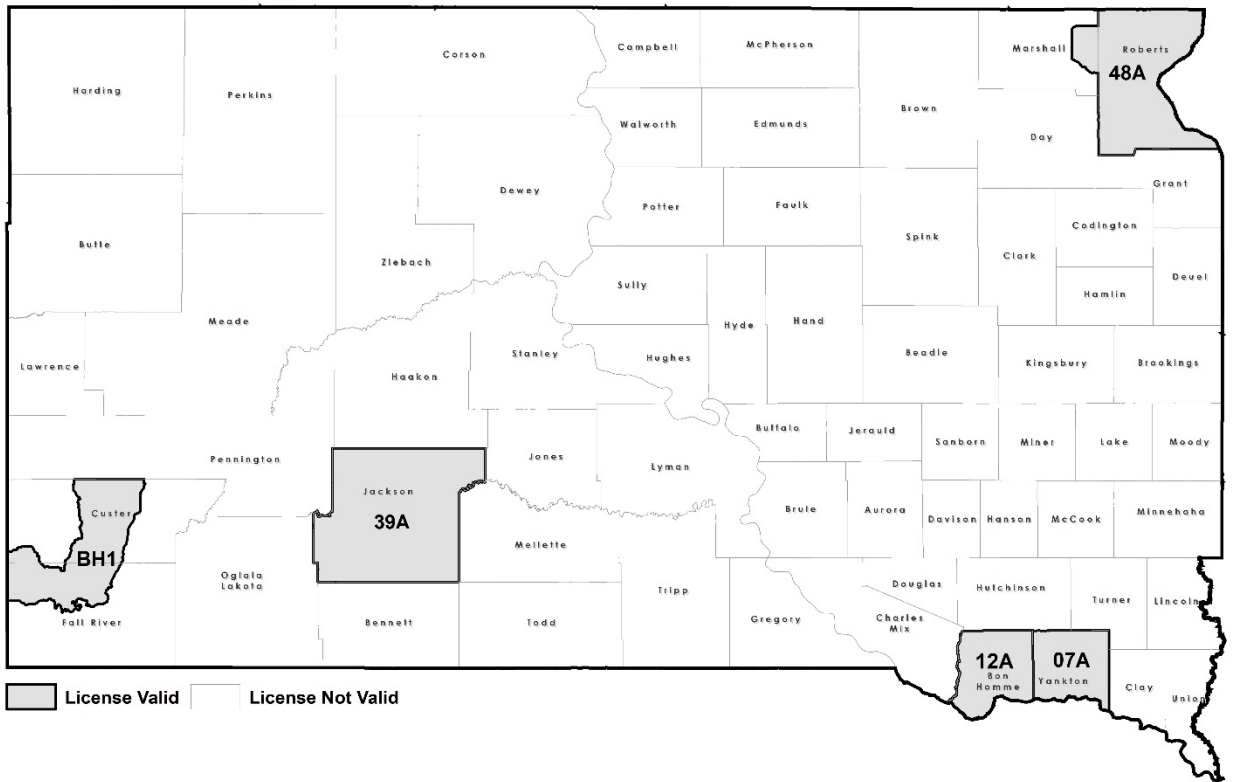 Campbell
McPherson
Marshall
Roberts
48A
Corson
Harding
Perkins
Brown
Walworth
Edmunds
Day
Dewey
Grant
Potter
Faulk
Codington
Butte
Spink
Clark
Ziebach
Deuel
Sully
Hamlin
Meade
Hyde
Hand
Stanley
Hughes
Beadle
Kingsbury
Brookings
Lawrence
Haakon
Buffalo
Jerauld
Sanborn
Miner
Lake
Moody
Pennington
Jones
Lyman
Jackson
39A
Custer
Brule
Aurora
Davison
Hanson
McCook
Minnehaha
BH1
Mellette
Oglala
Lakota
Tripp
Douglas
Hutchinson
Turner
Lincoln
Fall River
Bennett
Todd
Gregory
Charles
Mix
12A
Bon
Homme
07A
Yankton
Clay
Union
License Valid
License Not Valid